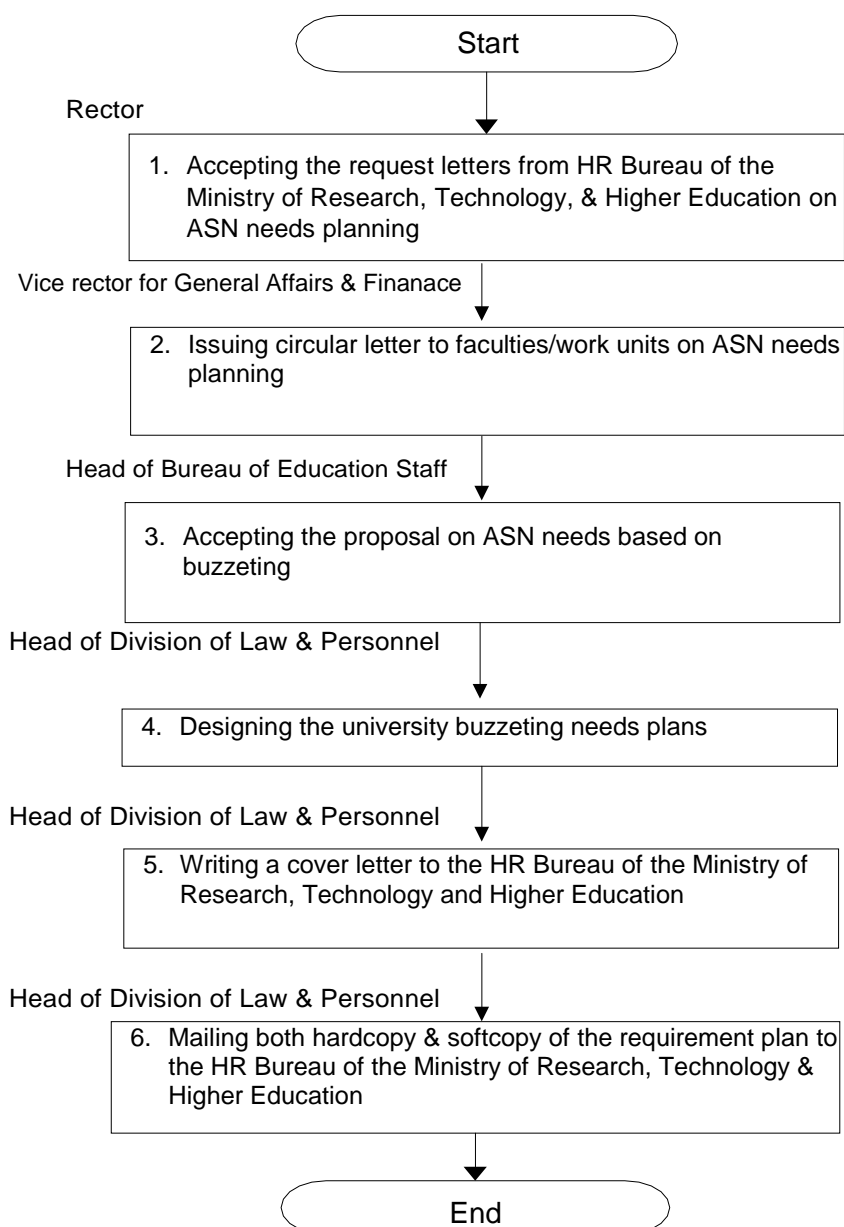 Start
Rector
1. Accepting the request letters from HR Bureau of the
Ministry of Research, Technology, & Higher Education on
ASN needs planning
Vice rector for General Affairs & Finanace
2. Issuing circular letter to faculties/work units on ASN needs
planning
Head of Bureau of Education Staff
3. Accepting the proposal on ASN needs based on
buzzeting
Head of Division of Law & Personnel
4. Designing the university buzzeting needs plans
Head of Division of Law & Personnel
5. Writing a cover letter to the HR Bureau of the Ministry of
Research, Technology and Higher Education
Head of Division of Law & Personnel
6. Mailing both hardcopy & softcopy of the requirement plan to
the HR Bureau of the Ministry of Research, Technology &
Higher Education
End